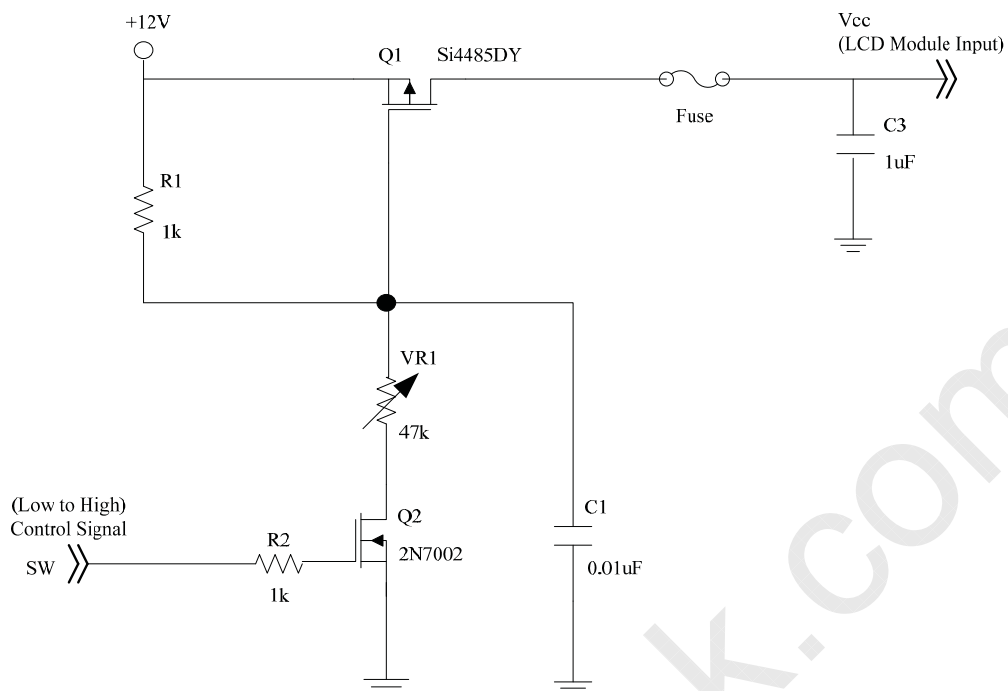 +12V
Q1
Si4485DY
Vcc
(LCD Module Input)
Fuse
C3
1uF
R1
1k
VR1
47k
(Low to High)
Control Signal
SW
R2
1k
Q2
2N7002
C1
0.01uF
k.com